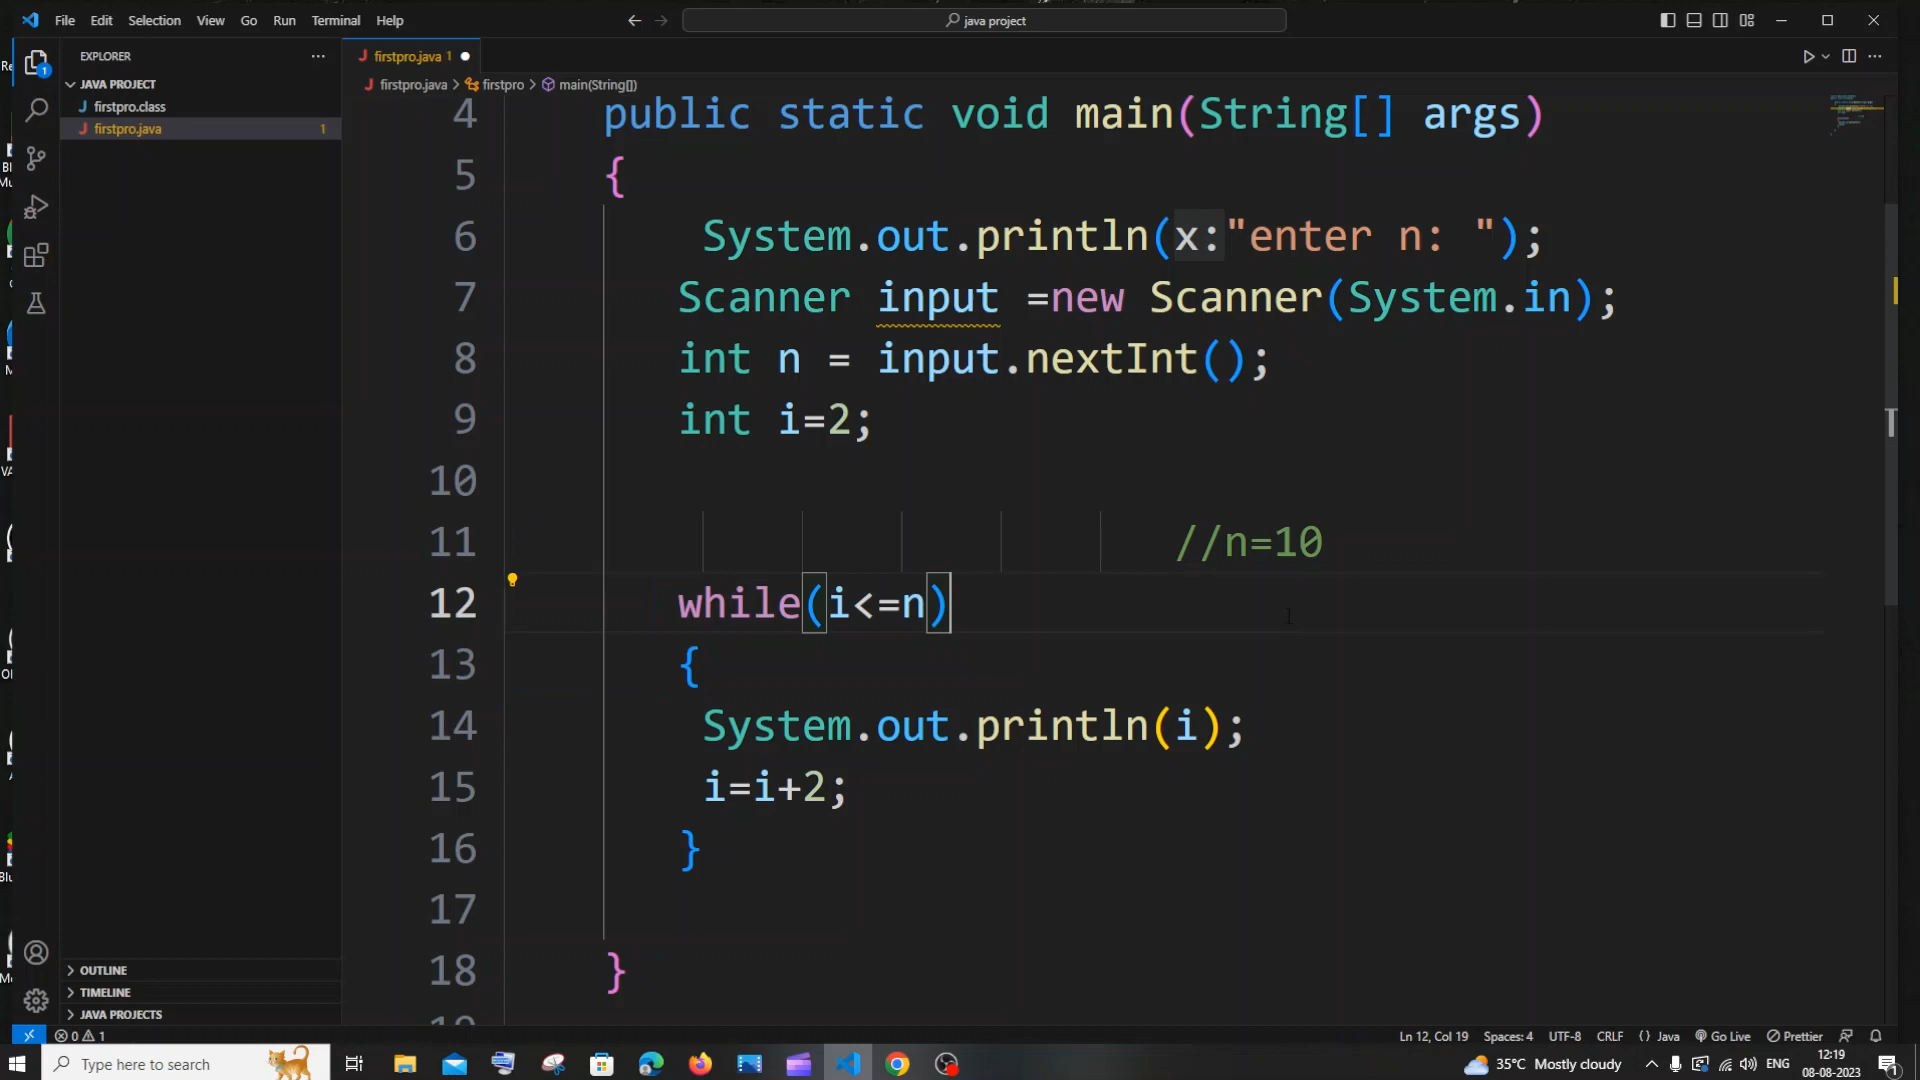 File Edit Selection View Go Run Terminal Help
java project
EXPLORER
JAVA PROJECT
firstpro.class
firstpro.java 1
OUTLINE
TIMELINE
JAVA PROJECTS
firstpro.java 1
firstpro.java > firstpro > main(String[])
4 public static void main(String[] args)
5 {
6 System.out.println(x:"enter n: ");
7 Scanner input =new Scanner(System.in);
8 int n = input.nextInt();
9 int i=2;
10
11 //n=10
12 while(i<=n)
13 {
14 System.out.println(i);
15 i=i+2;
16 }
17
18 }
0 1
Ln 12, Col 19 Spaces: 4 UTF-8 CRLF {} Java Go Live Prettier
Type here to search
35°C Mostly cloudy
ENG
12:19
08-08-2023
1